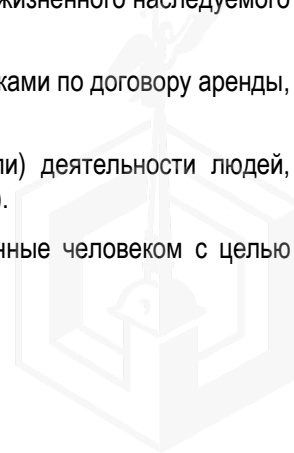 жизненного наследуемого
ками по договору аренды,
ли) деятельности людей,
).
нные человеком с целью